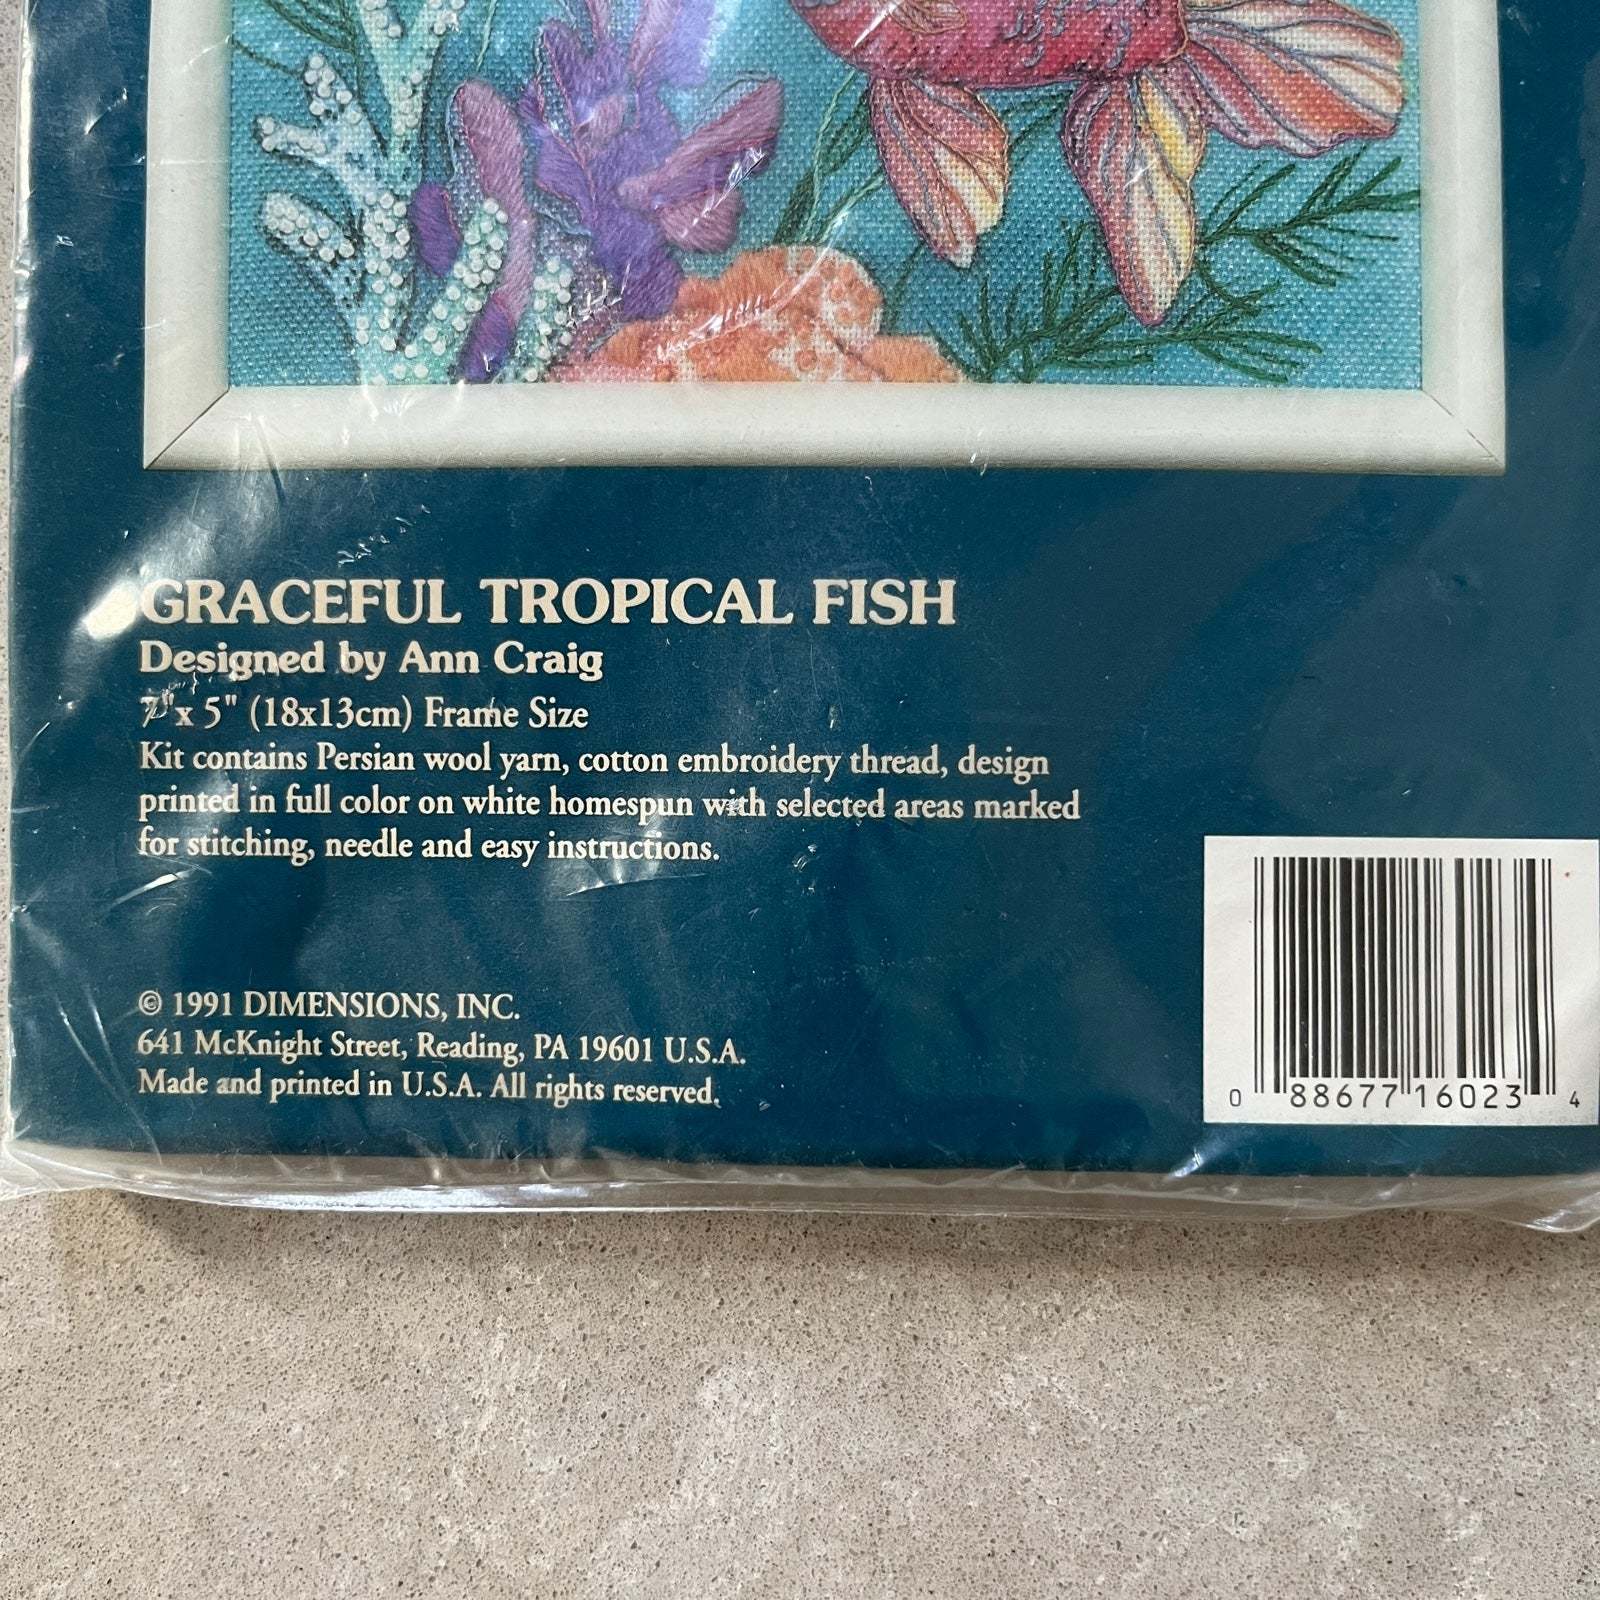 GRACEFUL TROPICAL FISH
Designed by Ann Craig
7" x 5" (18x13cm) Frame Size
Kit contains Persian wool yarn, cotton embroidery thread, design
printed in full color on white homespun with selected areas marked
for stitching, needle and easy instructions.
© 1991 DIMENSIONS, INC.
641 McKnight Street, Reading, PA 19601 U.S.A.
Made and printed in U.S.A. All rights reserved.
0 88677 16023 4